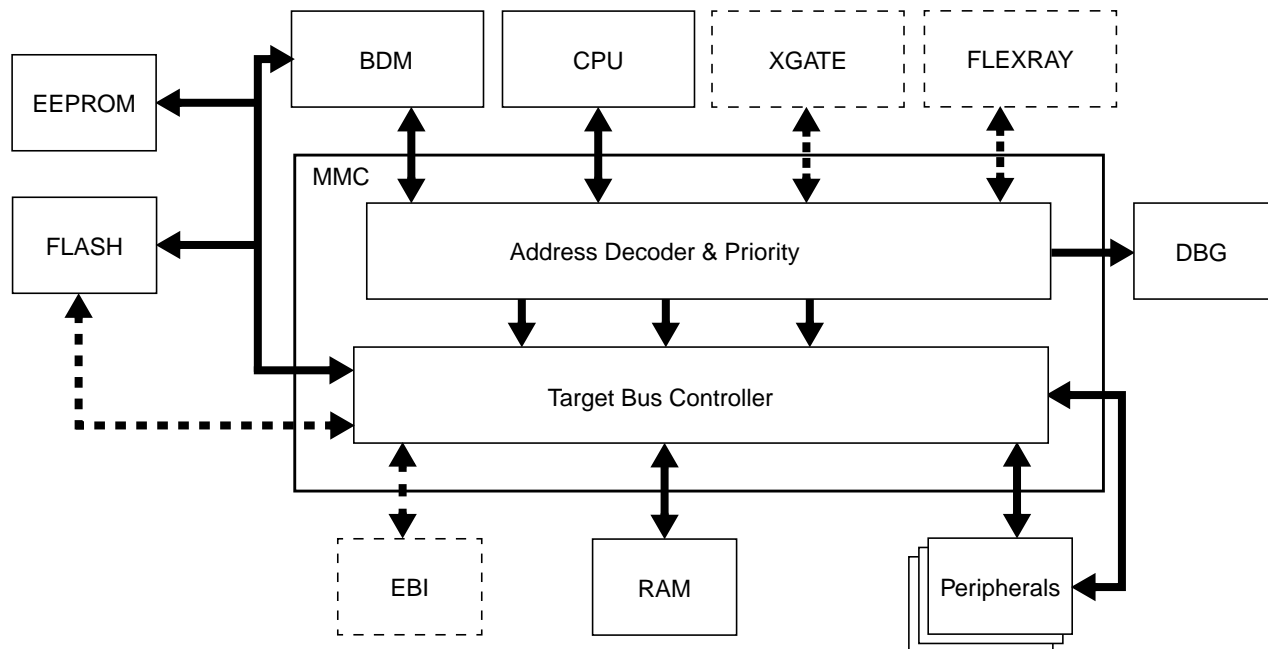 BDM
CPU
XGATE
FLEXRAY
EEPROM
MMC
FLASH
Address Decoder & Priority
DBG
Target Bus Controller
EBI
RAM
Peripherals